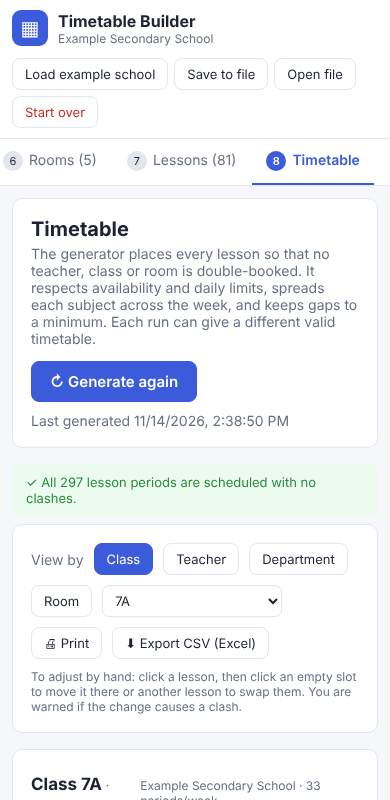 Timetable Builder
Example Secondary School
Load example school
Save to file
Open file
Start over
6 Rooms (5)
7 Lessons (81)
8 Timetable
Timetable
The generator places every lesson so that no
teacher, class or room is double-booked. It
respects availability and daily limits, spreads
each subject across the week, and keeps gaps to
a minimum. Each run can give a different valid
timetable.
↻ Generate again
Last generated 11/14/2026, 2:38:50 PM
✓ All 297 lesson periods are scheduled with no
clashes.
View by
Class
Teacher
Department
Room
7A
🖨 Print
⬇ Export CSV (Excel)
To adjust by hand: click a lesson, then click an empty slot
to move it there or another lesson to swap them. You are
warned if the change causes a clash.
Class 7A ·
Example Secondary School · 33
periods/week